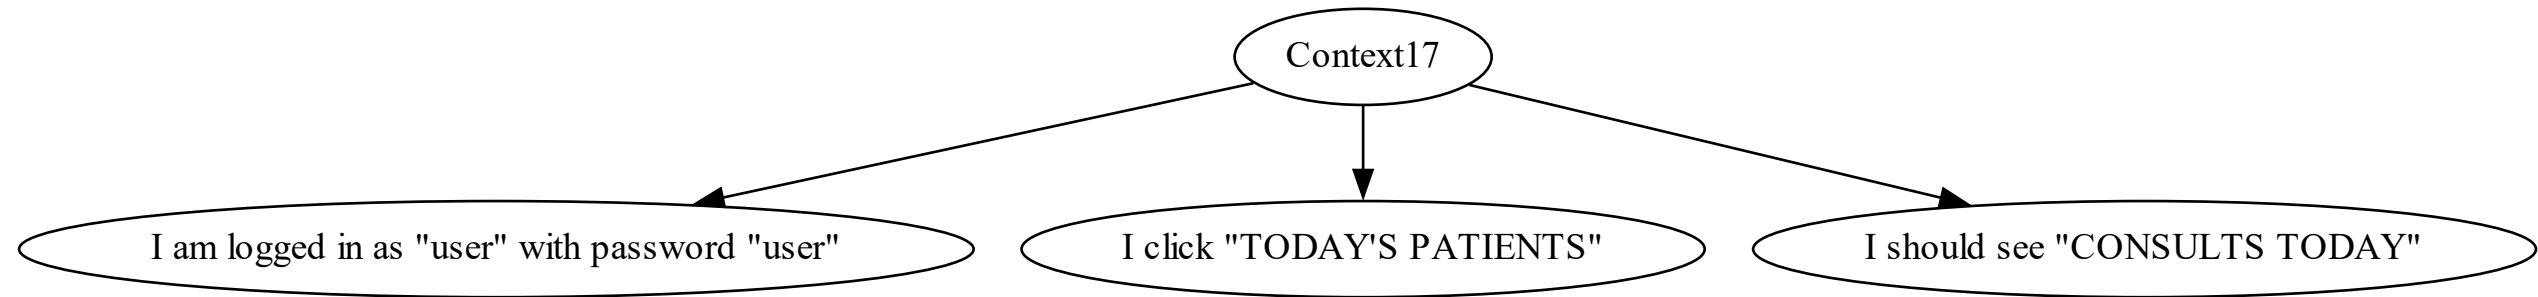 Context17
I am logged in as "user" with password "user"
I click "TODAY'S PATIENTS"
I should see "CONSULTS TODAY"